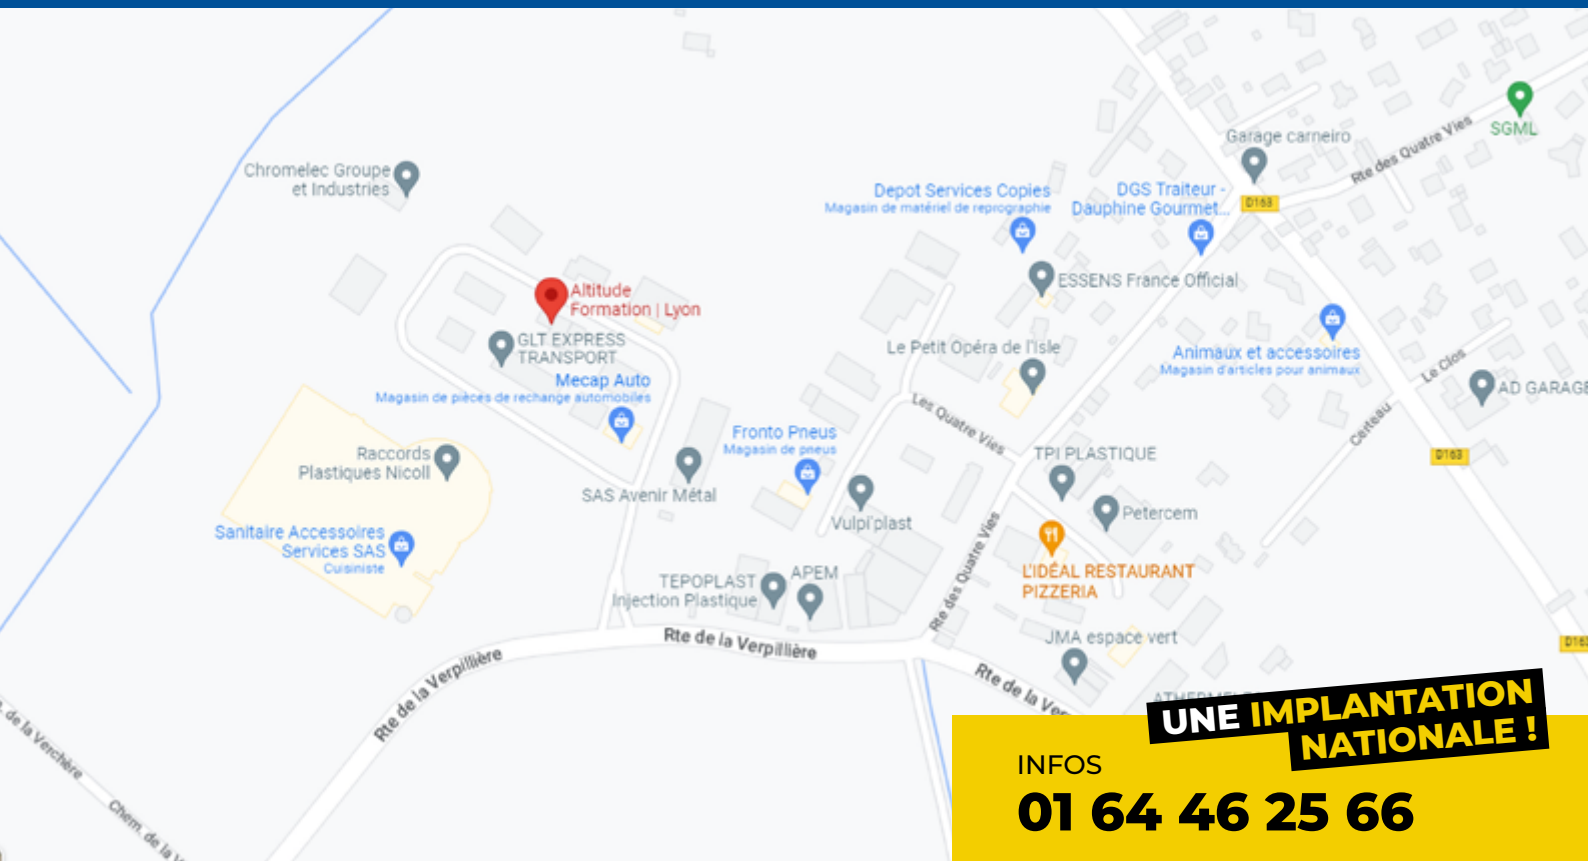 SGML
Garage carneiro
Rte des Quatre Vies
Chromelec Groupe
et Industries
Depot Services Copies
Magasin de matériel de reprographie
DGS Traiteur -
Dauphine Gourmet...
D163
ESSENS France Official
Altitude
Formation | Lyon
GLT EXPRESS
TRANSPORT
Le Petit Opéra de l'Isle
Animaux et accessoires
Magasin d'articles pour animaux
Le Clos
AD GARAGE
Mecap Auto
Magasin de pièces de rechange automobiles
Les Quatre Vies
Certeau
Fronto Pneus
Magasin de pneus
TPI PLASTIQUE
D163
Raccords
Plastiques Nicoll
SAS Avenir Métal
Vulpi'plast
Petercem
Sanitaire Accessoires
Services SAS
Cuisiniste
Rte des Quatre Vies
L'IDÉAL RESTAURANT
PIZZERIA
TEPOPLAST
Injection Plastique
APEM
Rte de la Verpillière
JMA espace vert
D163
Rte de la Verpillière
Rte de la Ver
. de la Verchère
Chem. de la V
UNE IMPLANTATION
NATIONALE !
INFOS
01 64 46 25 66